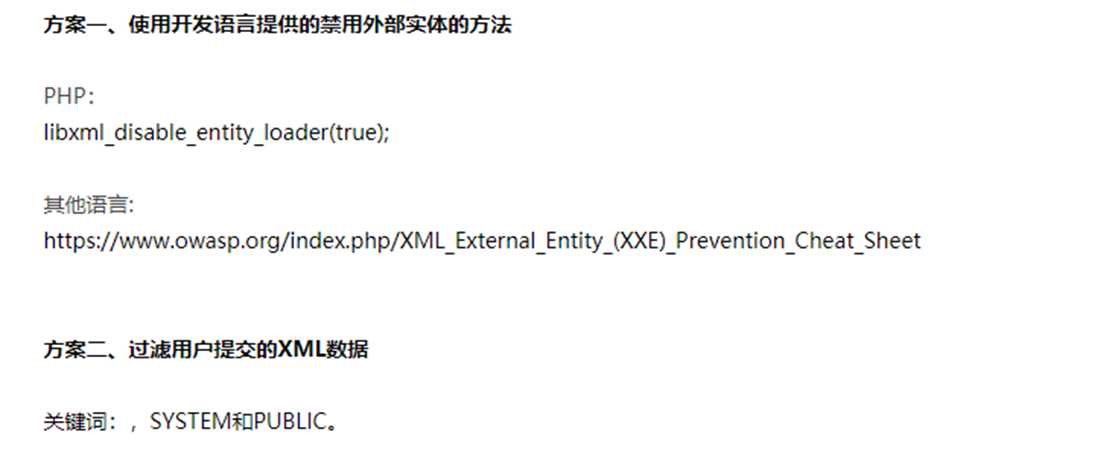 方案一、使用开发语言提供的禁用外部实体的方法
PHP：
libxml_disable_entity_loader(true);
其他语言:
https://www.owasp.org/index.php/XML_External_Entity_(XXE)_Prevention_Cheat_Sheet
方案二、过滤用户提交的XML数据
关键词：，SYSTEM和PUBLIC。